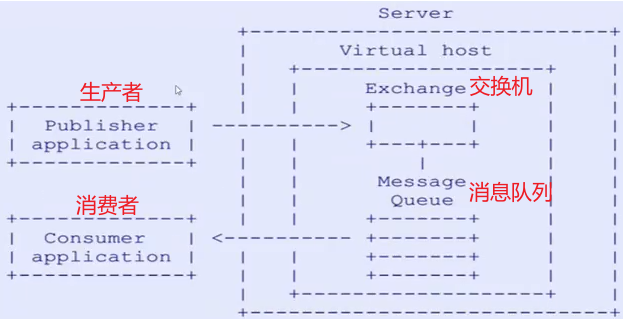 Server
Virtual host
Exchange 交换机
生产者
Publisher
application
Message
Queue
消息队列
消费者
Consumer
application